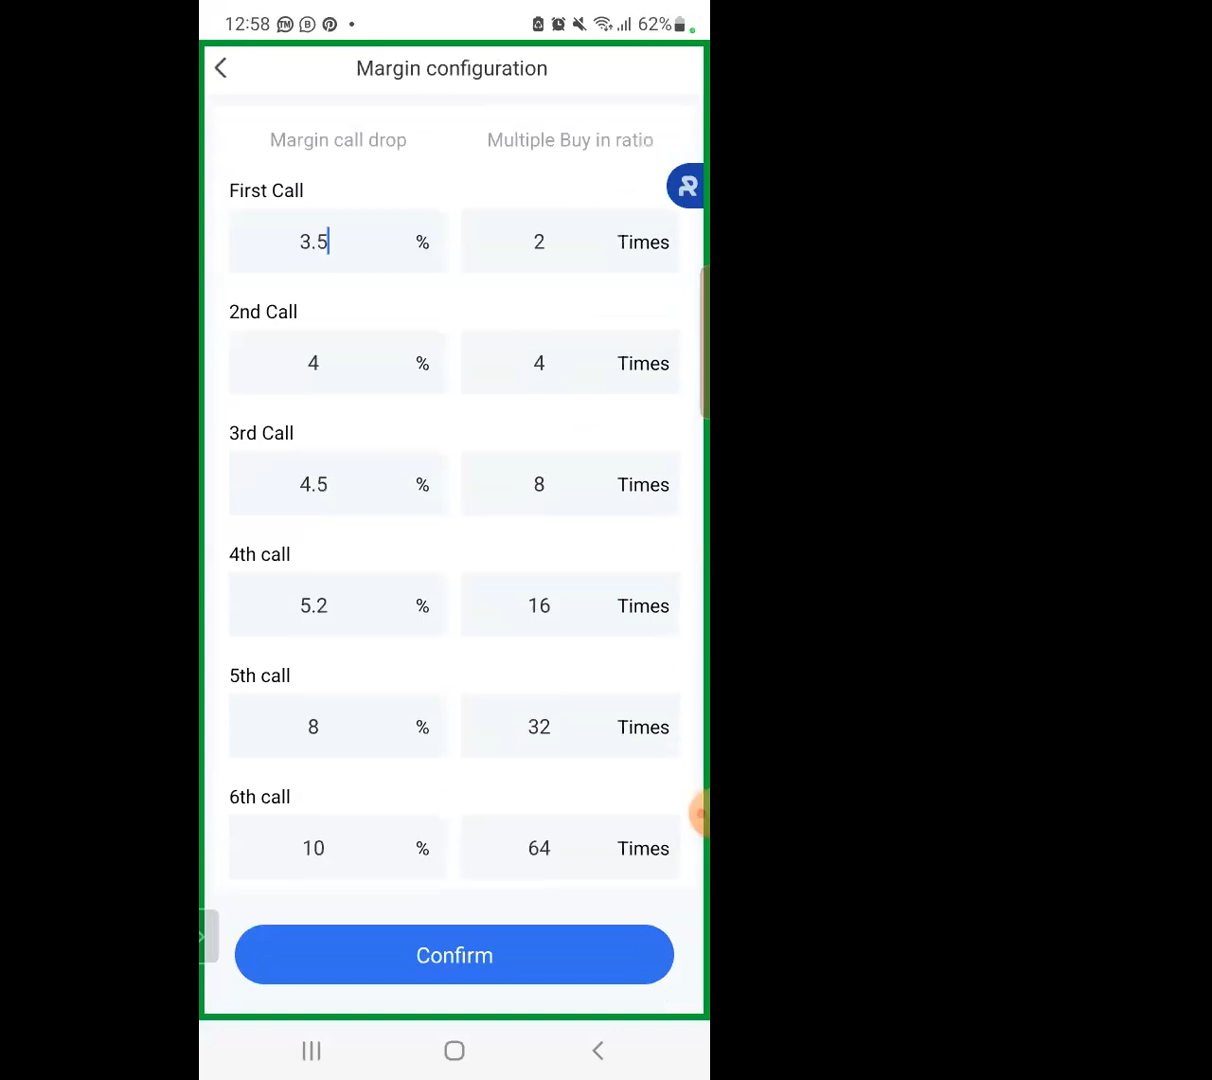 12:58 62%
Margin configuration
Margin call drop Multiple Buy in ratio
First Call
3.5 % 2 Times
2nd Call
4 % 4 Times
3rd Call
4.5 % 8 Times
4th call
5.2 % 16 Times
5th call
8 % 32 Times
6th call
10 % 64 Times
Confirm